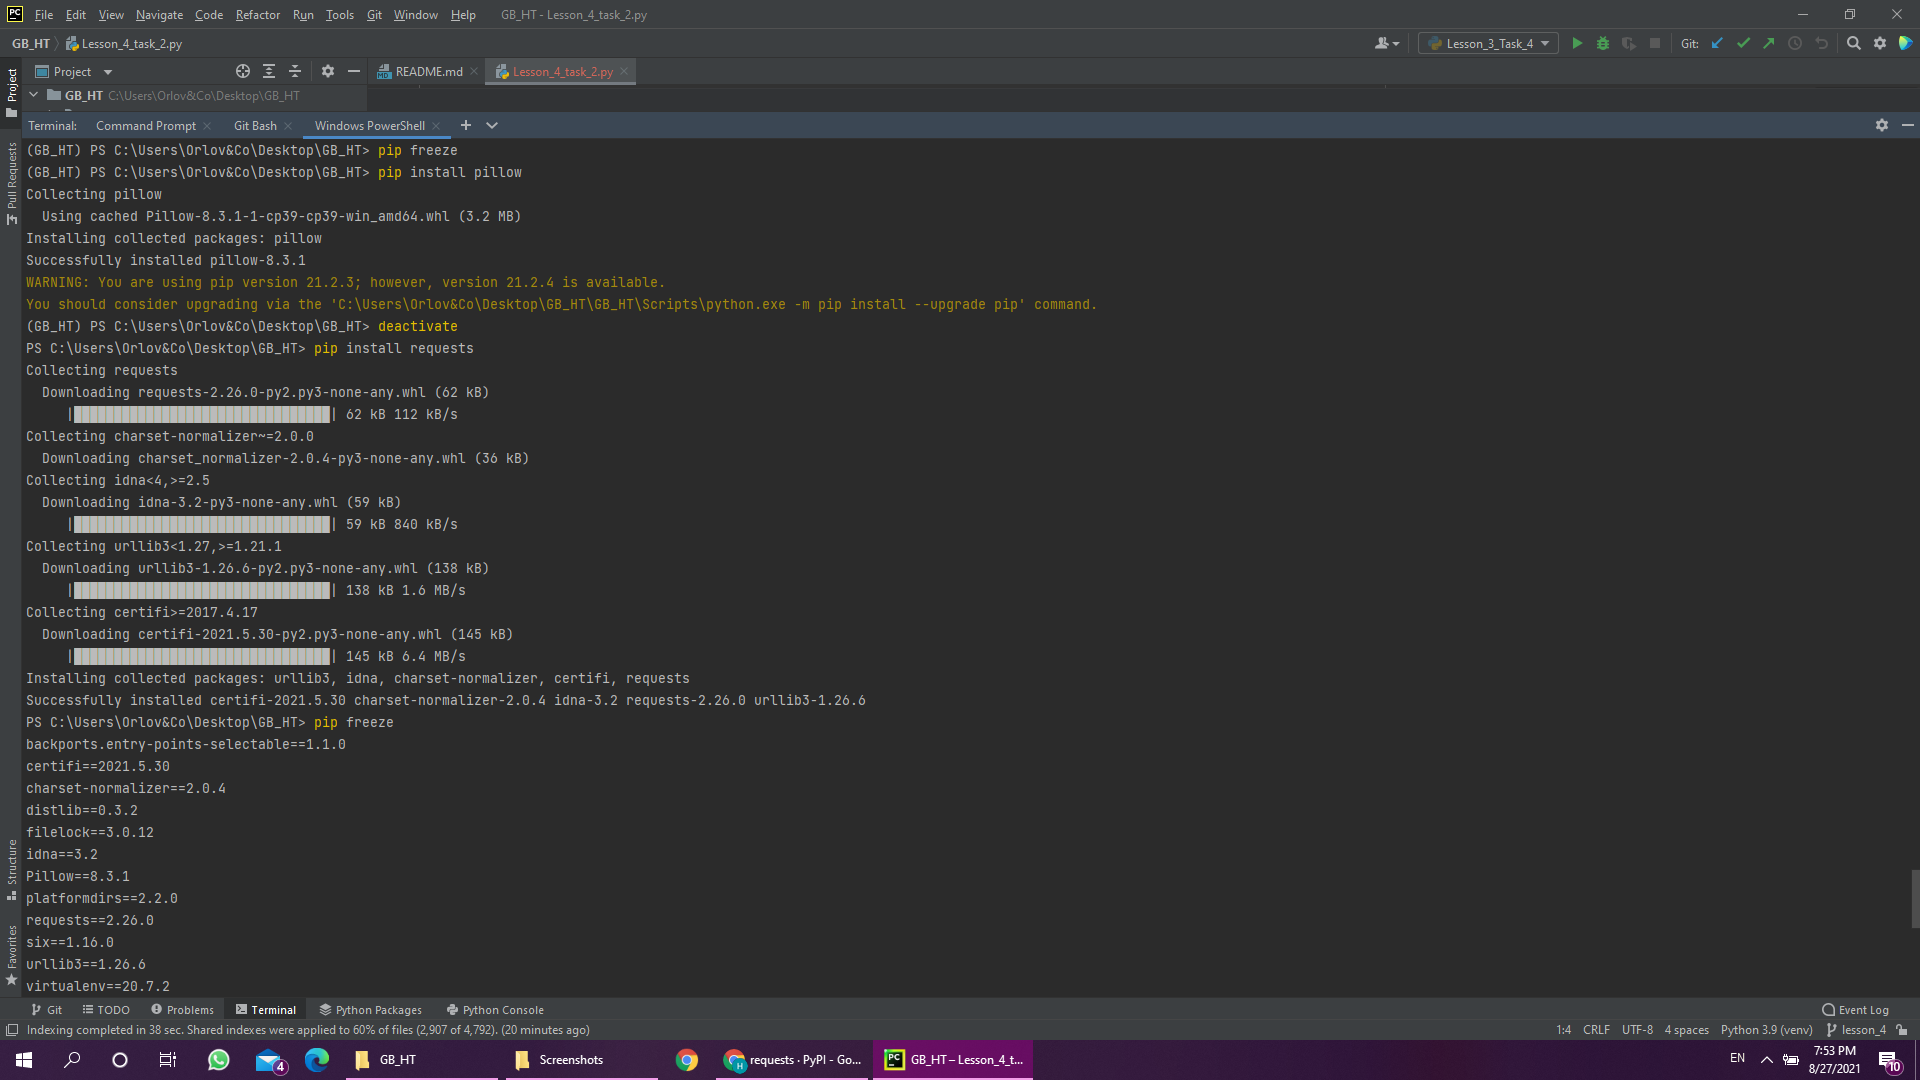 File Edit View Navigate Code Refactor Run Tools Git Window Help GB_HT - Lesson_4_task_2.py
GB_HT Lesson_4_task_2.py Lesson_3_Task_4 Git:
Project README.md Lesson_4_task_2.py
GB_HT C:\Users\Orlov&Co\Desktop\GB_HT
Terminal: Command Prompt Git Bash Windows PowerShell
(GB_HT) PS C:\Users\Orlov&Co\Desktop\GB_HT> pip freeze
(GB_HT) PS C:\Users\Orlov&Co\Desktop\GB_HT> pip install pillow
Collecting pillow
Using cached Pillow-8.3.1-1-cp39-cp39-win_amd64.whl (3.2 MB)
Installing collected packages: pillow
Successfully installed pillow-8.3.1
WARNING: You are using pip version 21.2.3; however, version 21.2.4 is available.
You should consider upgrading via the 'C:\Users\Orlov&Co\Desktop\GB_HT\GB_HT\Scripts\python.exe -m pip install --upgrade pip' command.
(GB_HT) PS C:\Users\Orlov&Co\Desktop\GB_HT> deactivate
PS C:\Users\Orlov&Co\Desktop\GB_HT> pip install requests
Collecting requests
Downloading requests-2.26.0-py2.py3-none-any.whl (62 kB)
| | 62 kB 112 kB/s
Collecting charset-normalizer~=2.0.0
Downloading charset_normalizer-2.0.4-py3-none-any.whl (36 kB)
Collecting idna<4,>=2.5
Downloading idna-3.2-py3-none-any.whl (59 kB)
| | 59 kB 840 kB/s
Collecting urllib3<1.27,>=1.21.1
Downloading urllib3-1.26.6-py2.py3-none-any.whl (138 kB)
| | 138 kB 1.6 MB/s
Collecting certifi>=2017.4.17
Downloading certifi-2021.5.30-py2.py3-none-any.whl (145 kB)
| | 145 kB 6.4 MB/s
Installing collected packages: urllib3, idna, charset-normalizer, certifi, requests
Successfully installed certifi-2021.5.30 charset-normalizer-2.0.4 idna-3.2 requests-2.26.0 urllib3-1.26.6
PS C:\Users\Orlov&Co\Desktop\GB_HT> pip freeze
backports.entry-points-selectable==1.1.0
certifi==2021.5.30
charset-normalizer==2.0.4
distlib==0.3.2
filelock==3.0.12
idna==3.2
Pillow==8.3.1
platformdirs==2.2.0
requests==2.26.0
six==1.16.0
urllib3==1.26.6
virtualenv==20.7.2
Project
Pull Requests
Structure
Favorites
Git TODO Problems Terminal Python Packages Python Console Event Log
Indexing completed in 38 sec. Shared indexes were applied to 60% of files (2,907 of 4,792). (20 minutes ago) 1:4 CRLF UTF-8 4 spaces Python 3.9 (venv) lesson_4
4 GB_HT Screenshots requests · PyPI - Go... GB_HT – Lesson_4_t... EN 7:53 PM
8/27/2021 10